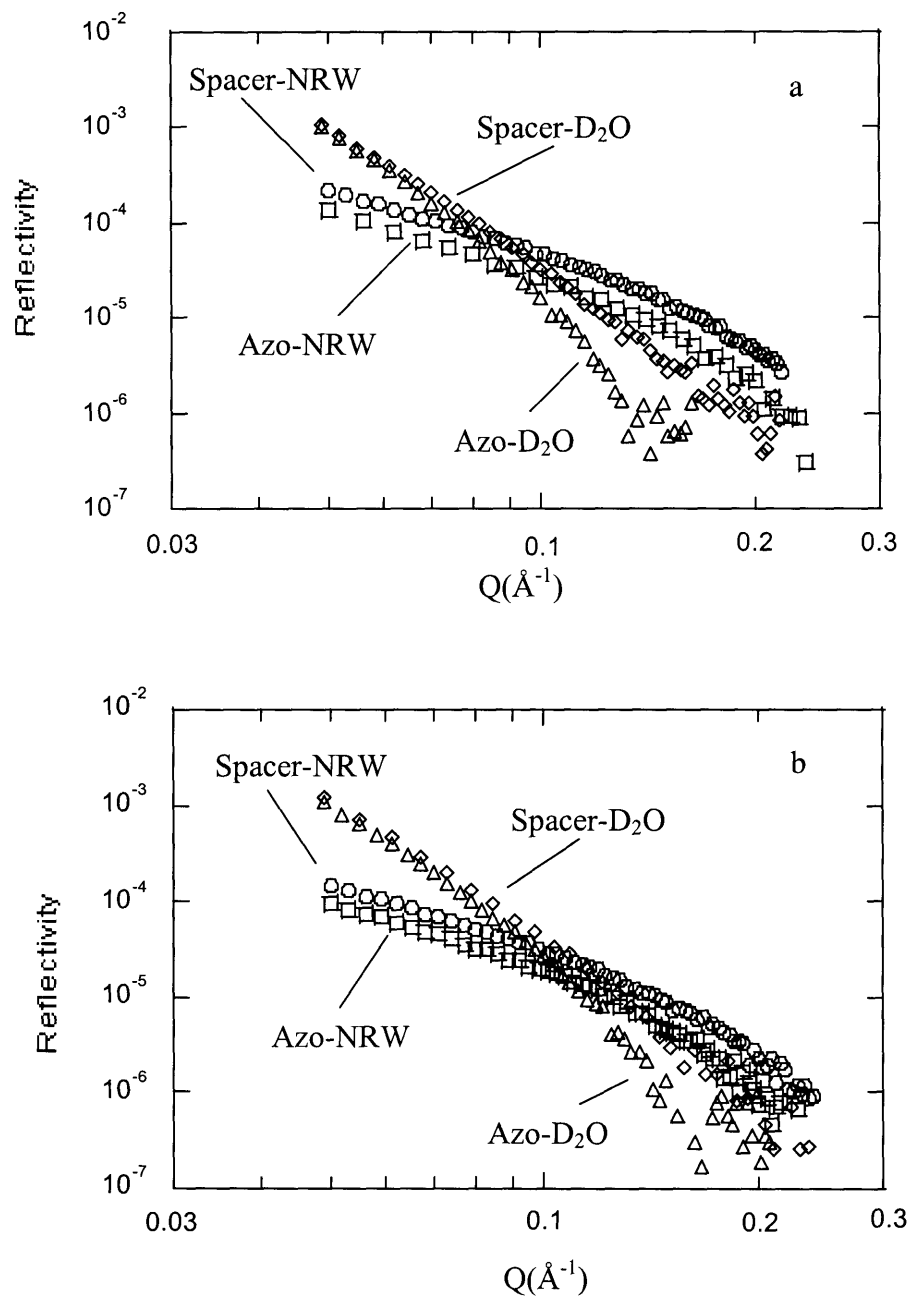 10⁻²
a
Spacer-NRW
10⁻³
Spacer-D₂O
10⁻⁴
Reflectivity
10⁻⁵
Azo-NRW
10⁻⁶
Azo-D₂O
10⁻⁷
0.03
0.1
0.2
0.3
Q(Å⁻¹)
10⁻²
b
Spacer-NRW
10⁻³
Spacer-D₂O
10⁻⁴
Reflectivity
10⁻⁵
Azo-NRW
10⁻⁶
Azo-D₂O
10⁻⁷
0.03
0.1
0.2
0.3
Q(Å⁻¹)